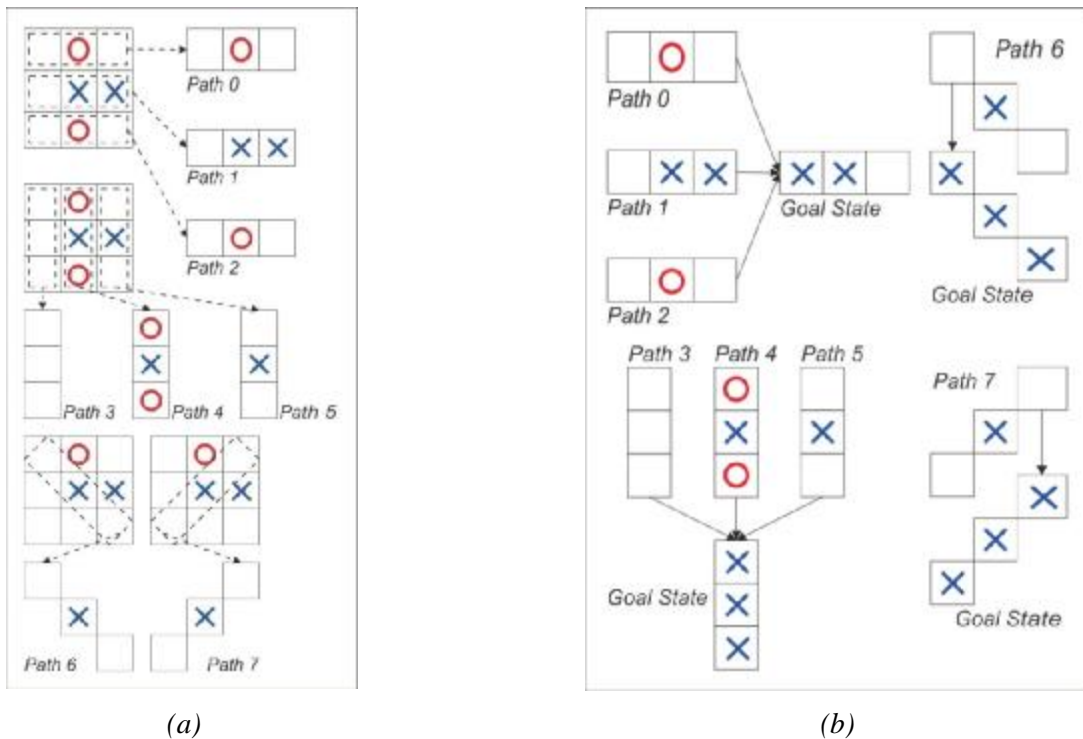 Path 0
Path 1
Path 2
Path 3
Path 4
Path 5
Path 6
Path 7
(a)
Path 0
Path 1
Goal State
Path 2
Path 6
Goal State
Path 3
Path 4
Path 5
Goal State
Path 7
Goal State
(b)